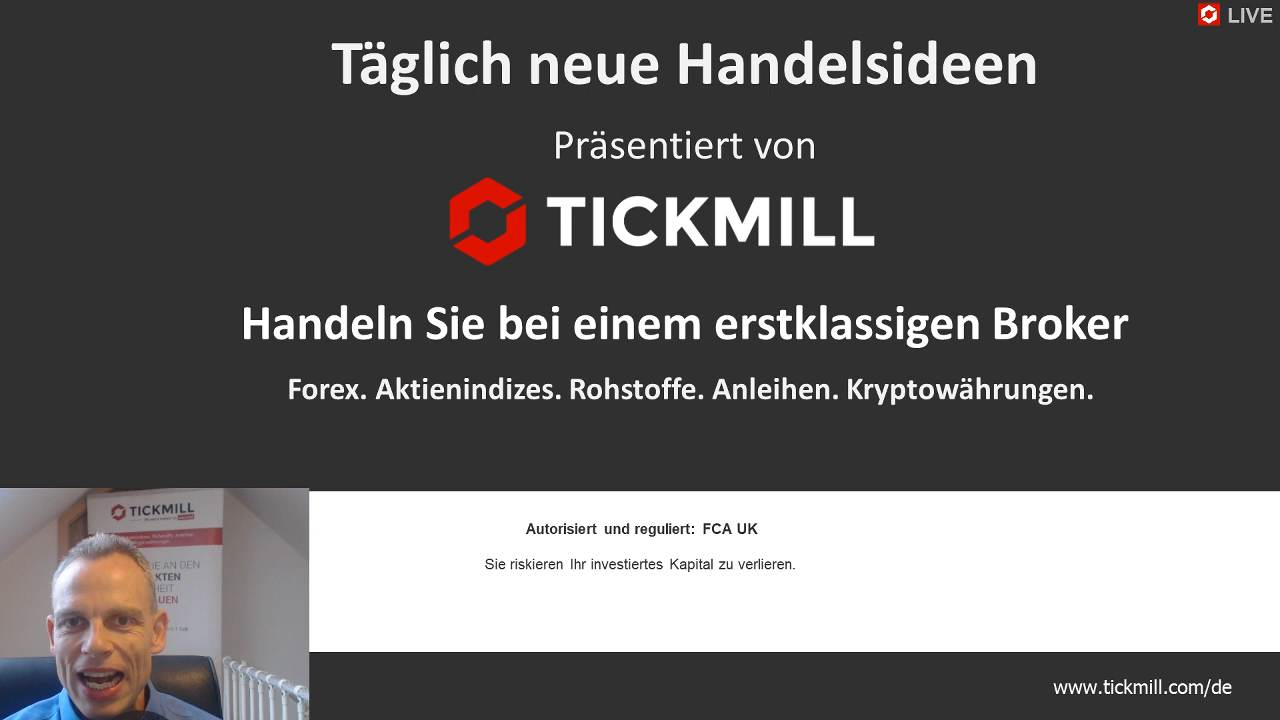 LIVE
Täglich neue Handelsideen
Präsentiert von
TICKMILL
Handeln Sie bei einem erstklassigen Broker
Forex. Aktienindizes. Rohstoffe. Anleihen. Kryptowährungen.
TICKMILL
Autorisiert und reguliert: FCA UK
Sie riskieren Ihr investiertes Kapital zu verlieren.
www.tickmill.com/de